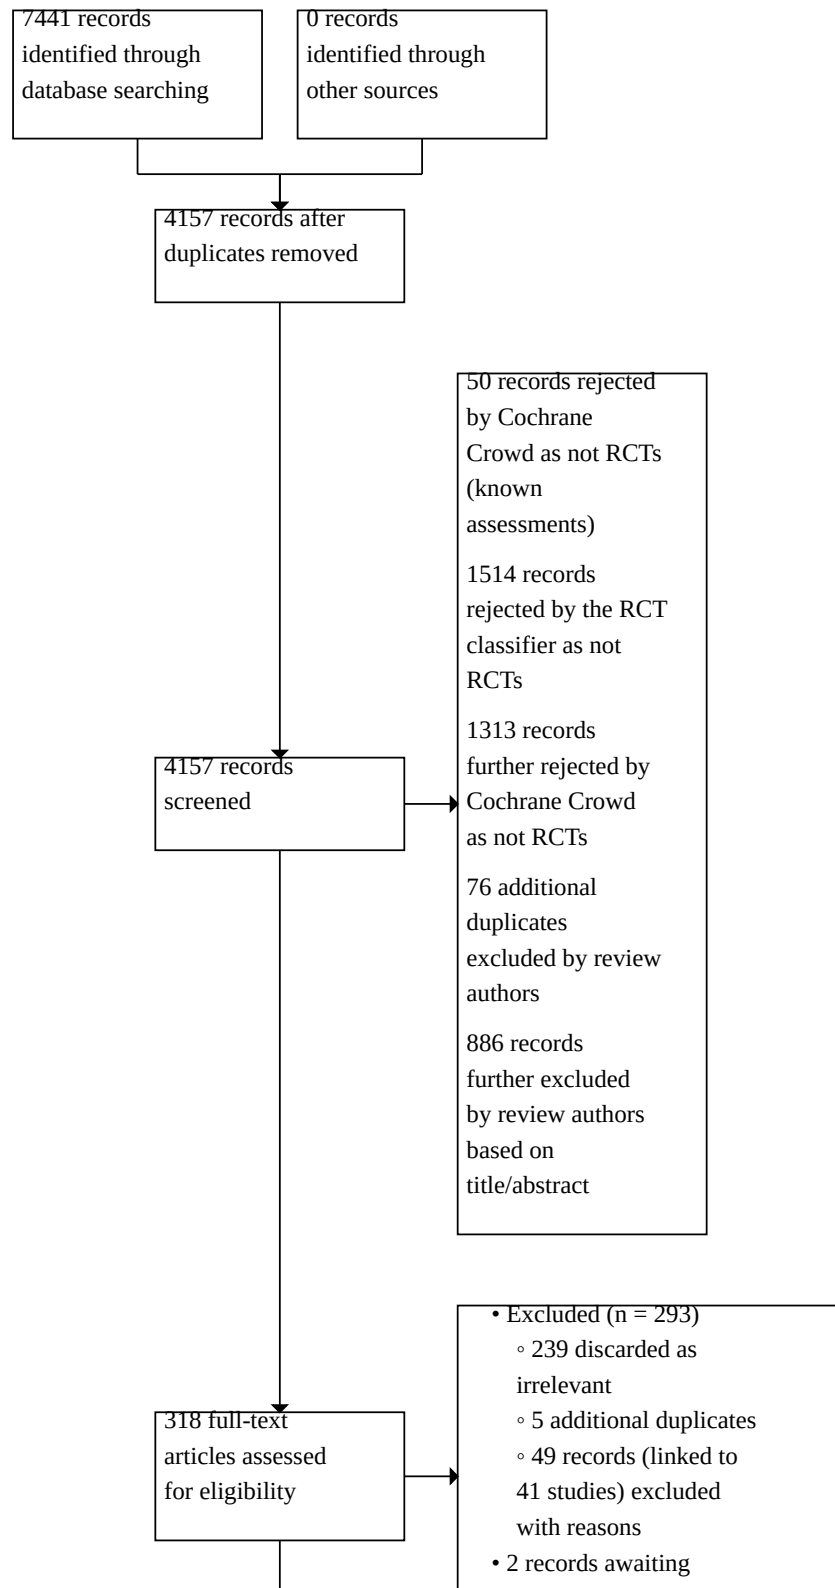 7441 records
identified through
database searching
0 records
identified through
other sources
4157 records after
duplicates removed
50 records rejected
by Cochrane
Crowd as not RCTs
(known
assessments)
1514 records
rejected by the RCT
classifier as not
RCTs
1313 records
further rejected by
Cochrane Crowd
as not RCTs
76 additional
duplicates
excluded by review
authors
886 records
further excluded
by review authors
based on
title/abstract
4157 records
screened
318 full-text
articles assessed
for eligibility
• Excluded (n = 293)
◦ 239 discarded as
irrelevant
◦ 5 additional duplicates
◦ 49 records (linked to
41 studies) excluded
with reasons
• 2 records awaiting